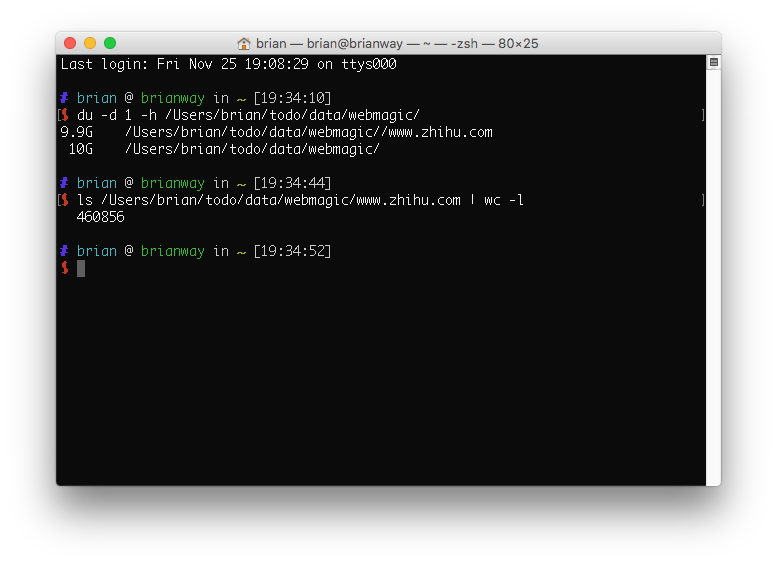 brian — brian@brianway — ~ — -zsh — 80×25
Last login: Fri Nov 25 19:08:29 on ttys000
# brian @ brianway in ~ [19:34:10]
[$ du -d 1 -h /Users/brian/todo/data/webmagic/ ]
9.9G    /Users/brian/todo/data/webmagic//www.zhihu.com
 10G    /Users/brian/todo/data/webmagic/
# brian @ brianway in ~ [19:34:44]
[$ ls /Users/brian/todo/data/webmagic/www.zhihu.com | wc -l ]
  460856
# brian @ brianway in ~ [19:34:52]
$